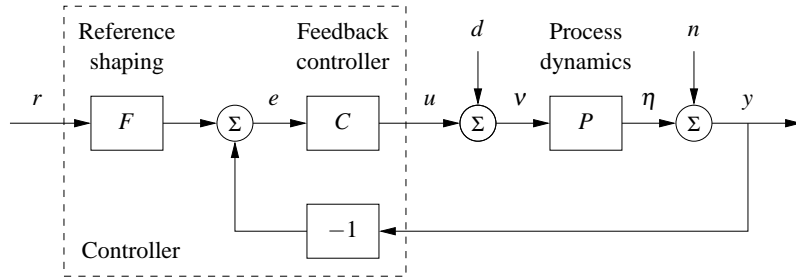 Reference
shaping
Feedback
controller
d
Process
dynamics
n
r
F
Σ
e
C
u
Σ
ν
P
η
Σ
y
−1
Controller